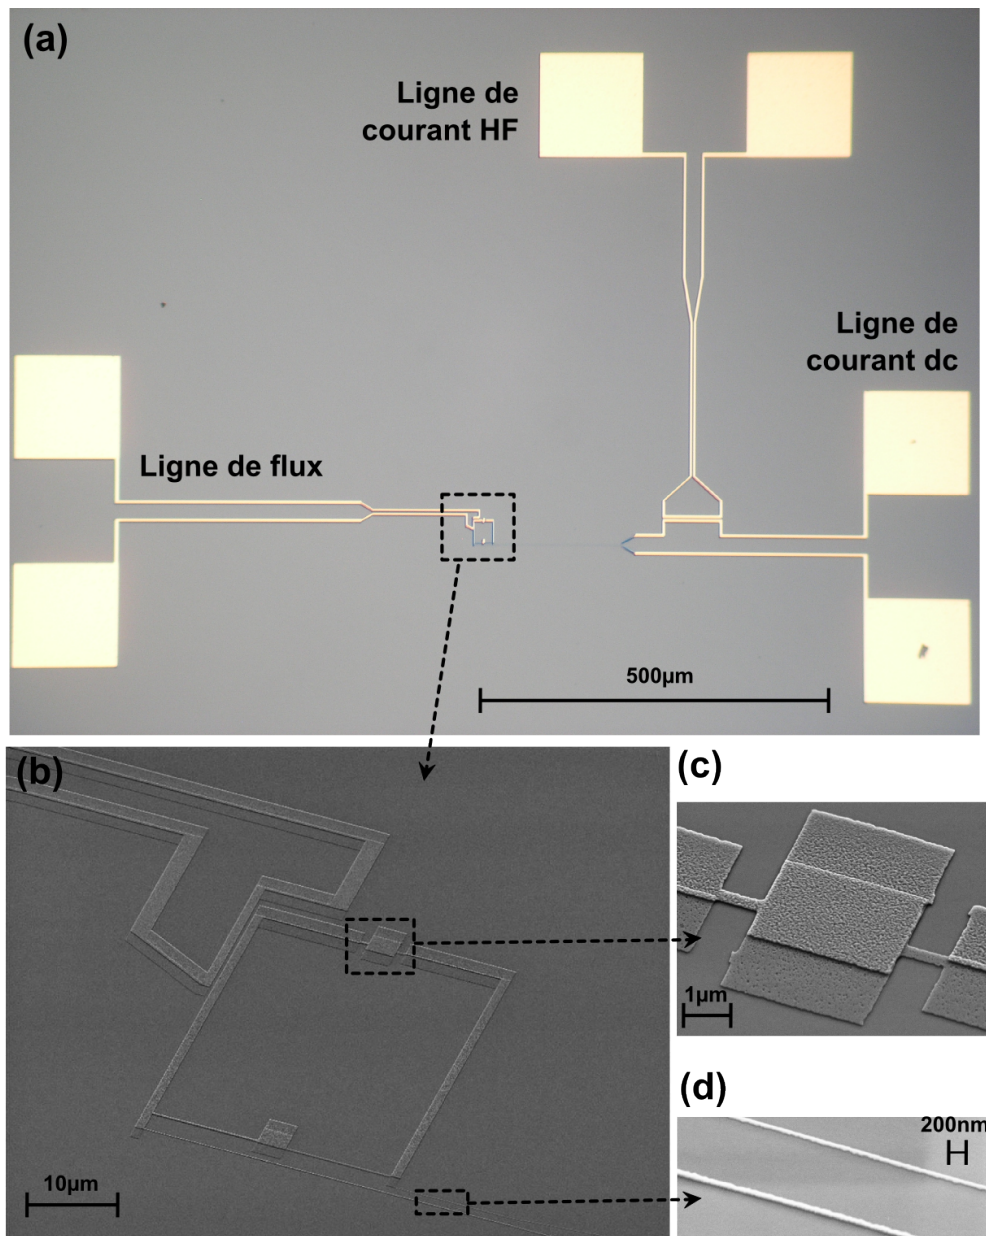 (a)
Ligne de
courant HF
Ligne de
courant dc
Ligne de flux
500µm
(b)
10µm
(c)
1µm
(d)
200nm